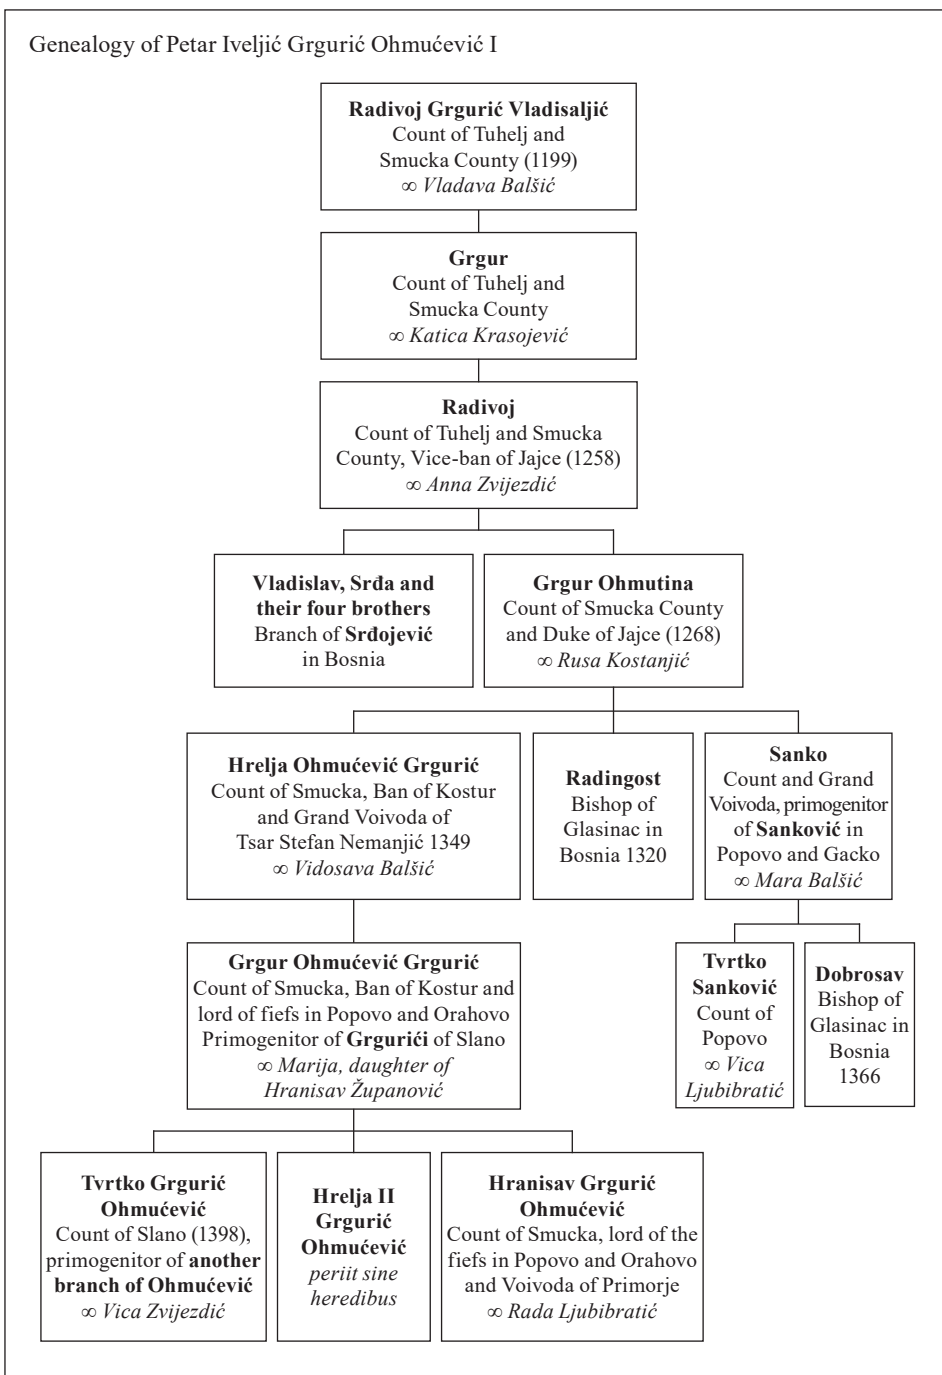 Genealogy of Petar Iveljić Grgurić Ohmućević I
Radivoj Grgurić Vladisaljić
Count of Tuhelj and
Smucka County (1199)
∞ Vladava Balšić
Grgur
Count of Tuhelj and
Smucka County
∞ Katica Krasojević
Radivoj
Count of Tuhelj and Smucka
County, Vice-ban of Jajce (1258)
∞ Anna Zvijezdić
Vladislav, Srđa and
their four brothers
Branch of Srđojević
in Bosnia
Grgur Ohmutina
Count of Smucka County
and Duke of Jajce (1268)
∞ Rusa Kostanjić
Hrelja Ohmućević Grgurić
Count of Smucka, Ban of Kostur
and Grand Voivoda of
Tsar Stefan Nemanjić 1349
∞ Vidosava Balšić
Radingost
Bishop of
Glasinac in
Bosnia 1320
Sanko
Count and Grand
Voivoda, primogenitor
of Sanković in
Popovo and Gacko
∞ Mara Balšić
Grgur Ohmućević Grgurić
Count of Smucka, Ban of Kostur and
lord of fiefs in Popovo and Orahovo
Primogenitor of Grgurići of Slano
∞ Marija, daughter of
Hranisav Županović
Tvrtko
Sanković
Count of
Popovo
∞ Vica
Ljubibratić
Dobrosav
Bishop of
Glasinac in
Bosnia
1366
Tvrtko Grgurić
Ohmućević
Count of Slano (1398),
primogenitor of another
branch of Ohmućević
∞ Vica Zvijezdić
Hrelja II
Grgurić
Ohmućević
periit sine
heredibus
Hranisav Grgurić
Ohmućević
Count of Smucka, lord of the
fiefs in Popovo and Orahovo
and Voivoda of Primorje
∞ Rada Ljubibratić